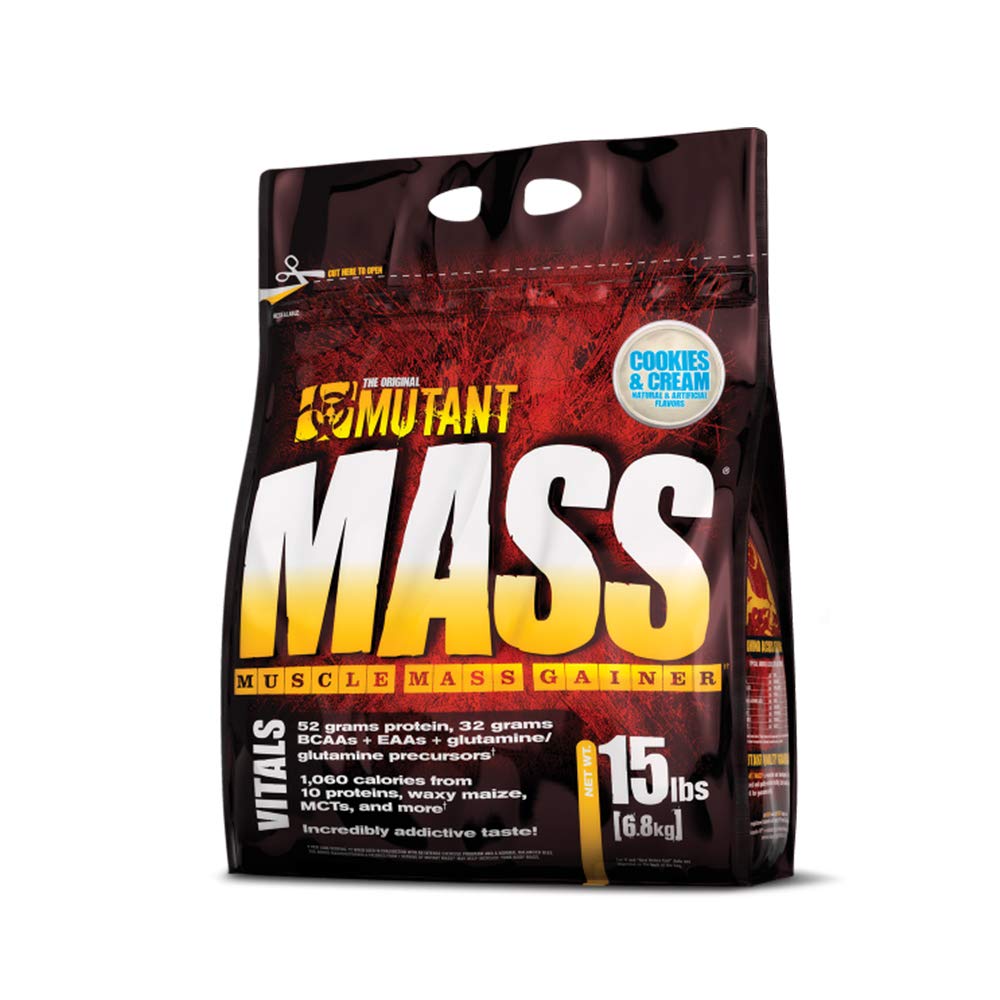 CUT HERE TO OPEN
COOKIES
& CREAM
NATURAL & ARTIFICIAL
FLAVORS
THE ORIGINAL
MUTANT
MASS®
MUSCLE MASS GAINER
VITALS
52 grams protein, 32 grams
BCAAs + EAAs + glutamine/
glutamine precursors†
1,060 calories from
10 proteins, waxy maize,
MCTs, and more†
Incredibly addictive taste!
NET WT.
15lbs
[6.8kg]